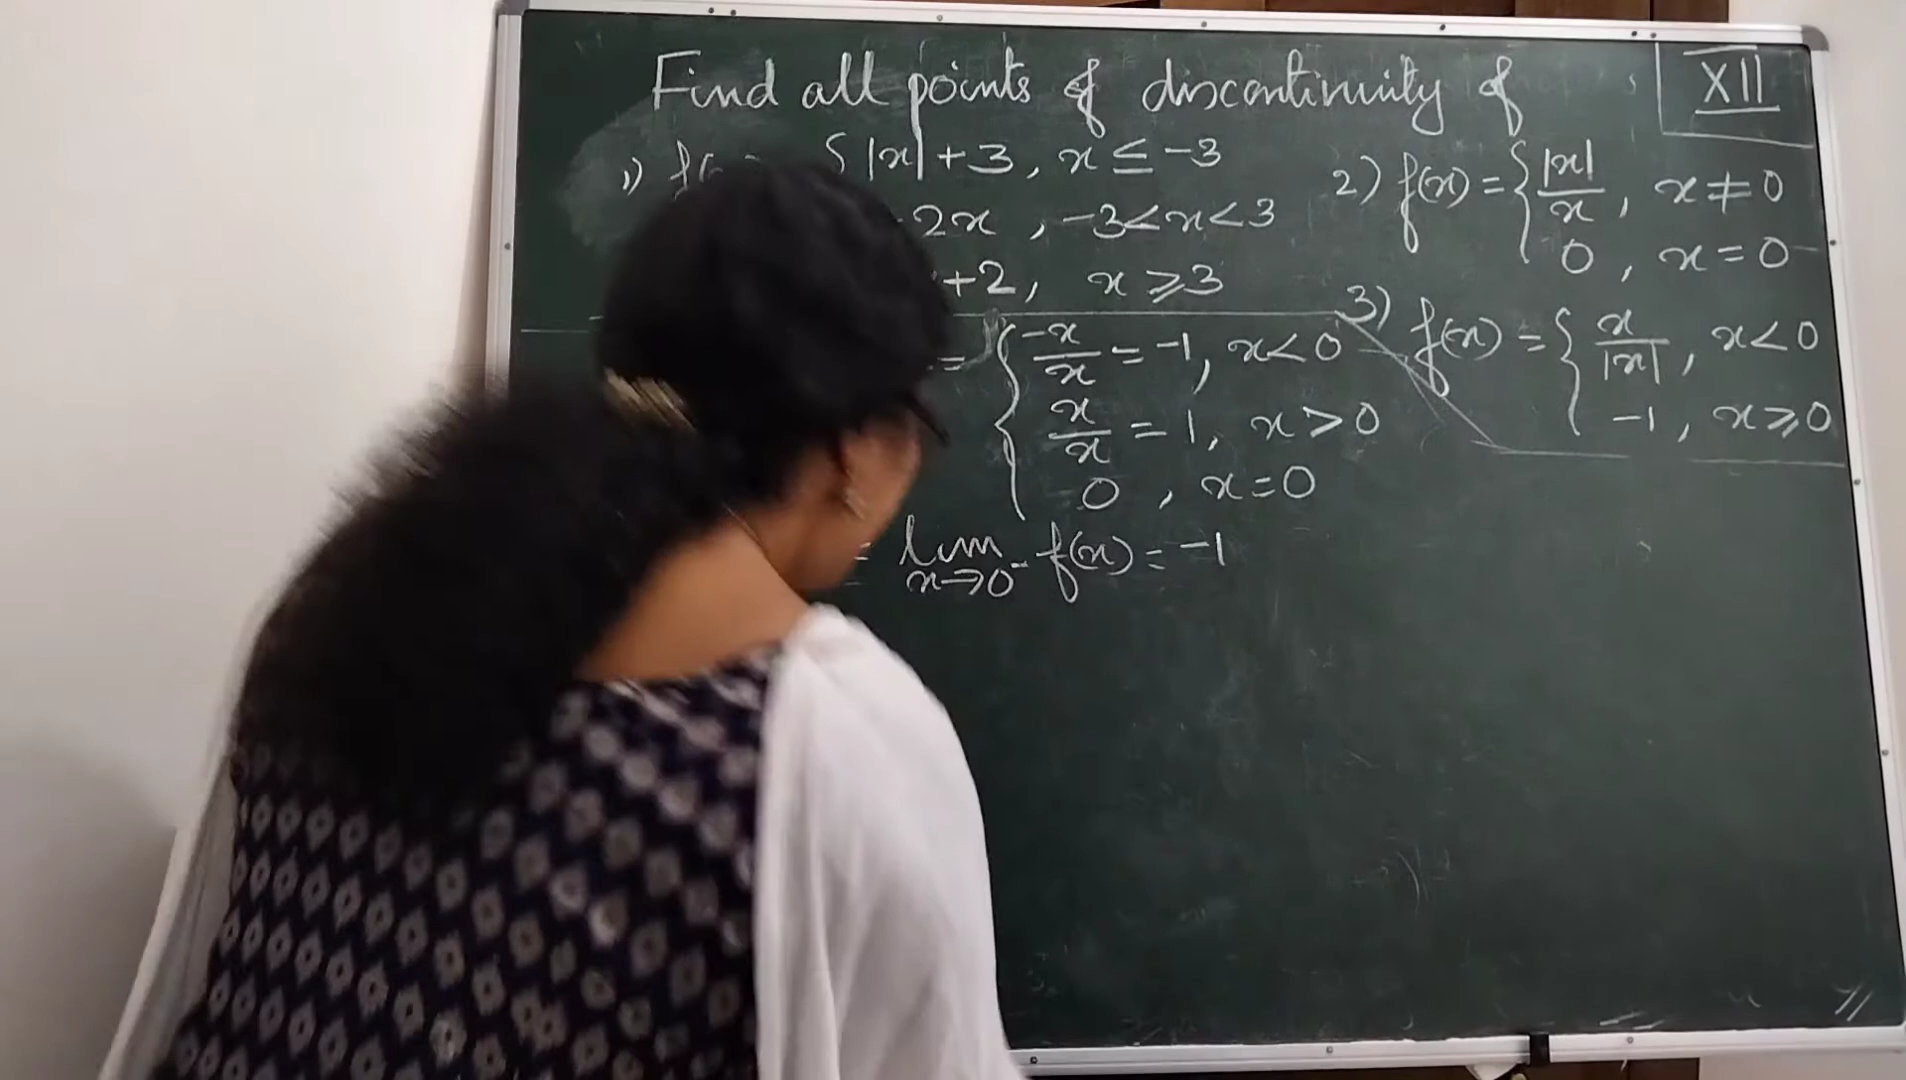 Find all points of discontinuity of
XII
1) f( { |x|+3, x ≤ -3
-2x , -3<x<3
+2, x ≥ 3
2) f(x) = { |x|/x , x ≠ 0
0 , x = 0
3) f(x) = { x/|x| , x < 0
-1 , x ≥ 0
= { -x/x = -1, x < 0
x/x = 1, x > 0
0 , x = 0
= lim x→0⁻ f(x) = -1